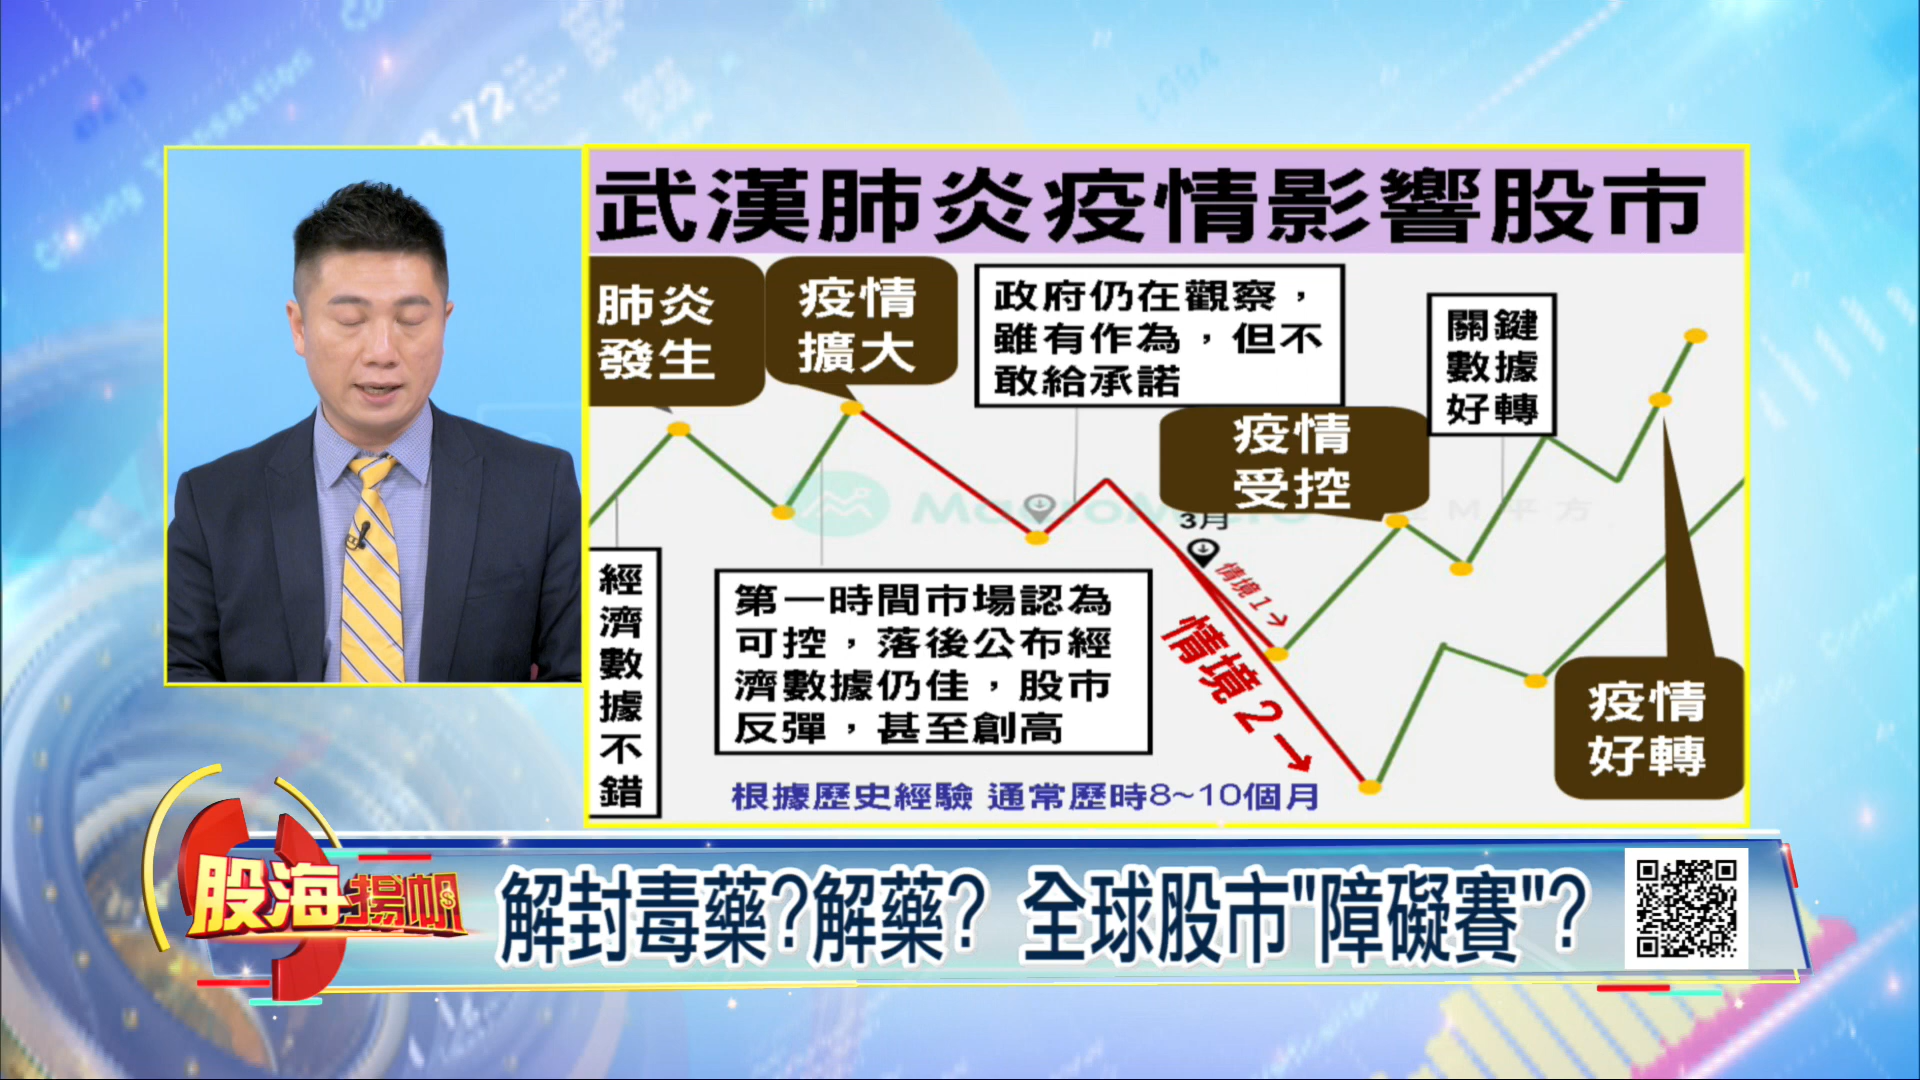 武漢肺炎疫情影響股市
肺炎
發生
疫情
擴大
政府仍在觀察，
雖有作為，但不
敢給承諾
關鍵
數據
好轉
疫情
受控
MacroMicro
M平方
3月
情境1→
情境2→
經
濟
數
據
不
錯
第一時間市場認為
可控，落後公布經
濟數據仍佳，股市
反彈，甚至創高
疫情
好轉
根據歷史經驗 通常歷時8~10個月
股海揚帆
解封毒藥?解藥? 全球股市"障礙賽"?